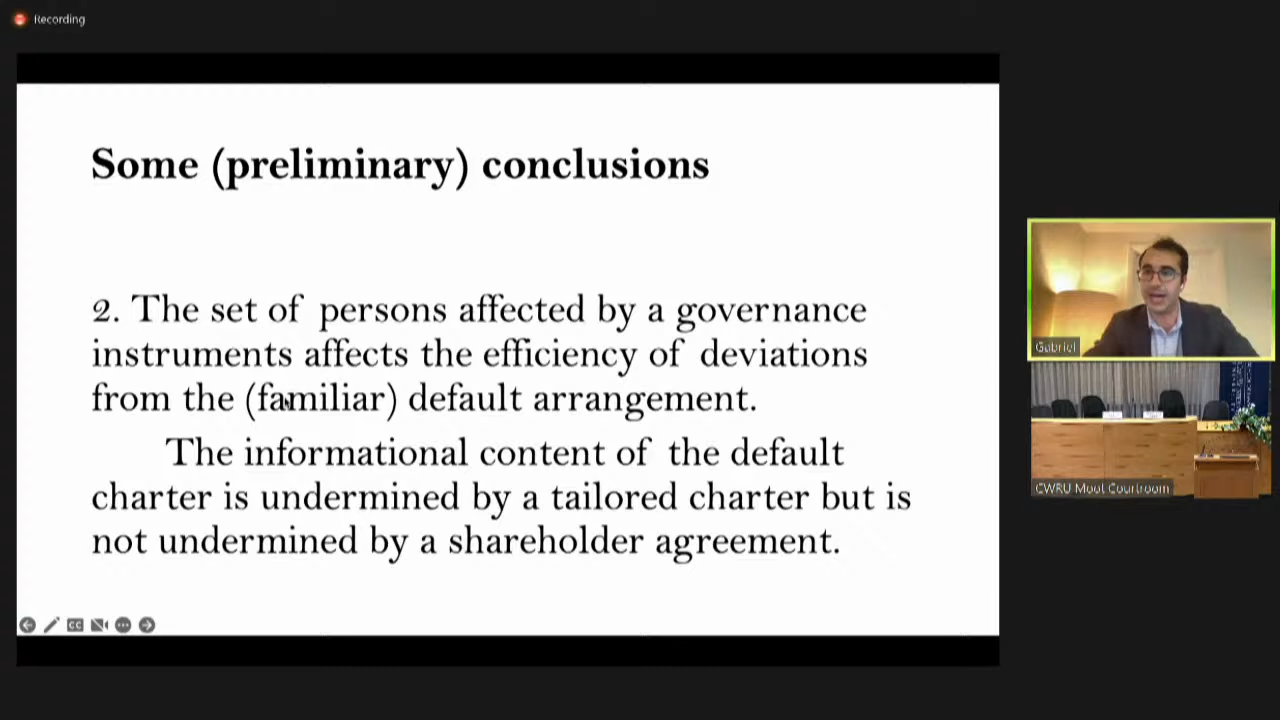 Recording
Some (preliminary) conclusions
2. The set of persons affected by a governance
instruments affects the efficiency of deviations
from the (familiar) default arrangement.
The informational content of the default
charter is undermined by a tailored charter but is
not undermined by a shareholder agreement.
CC
Gabriel
CWRU Moot Courtroom